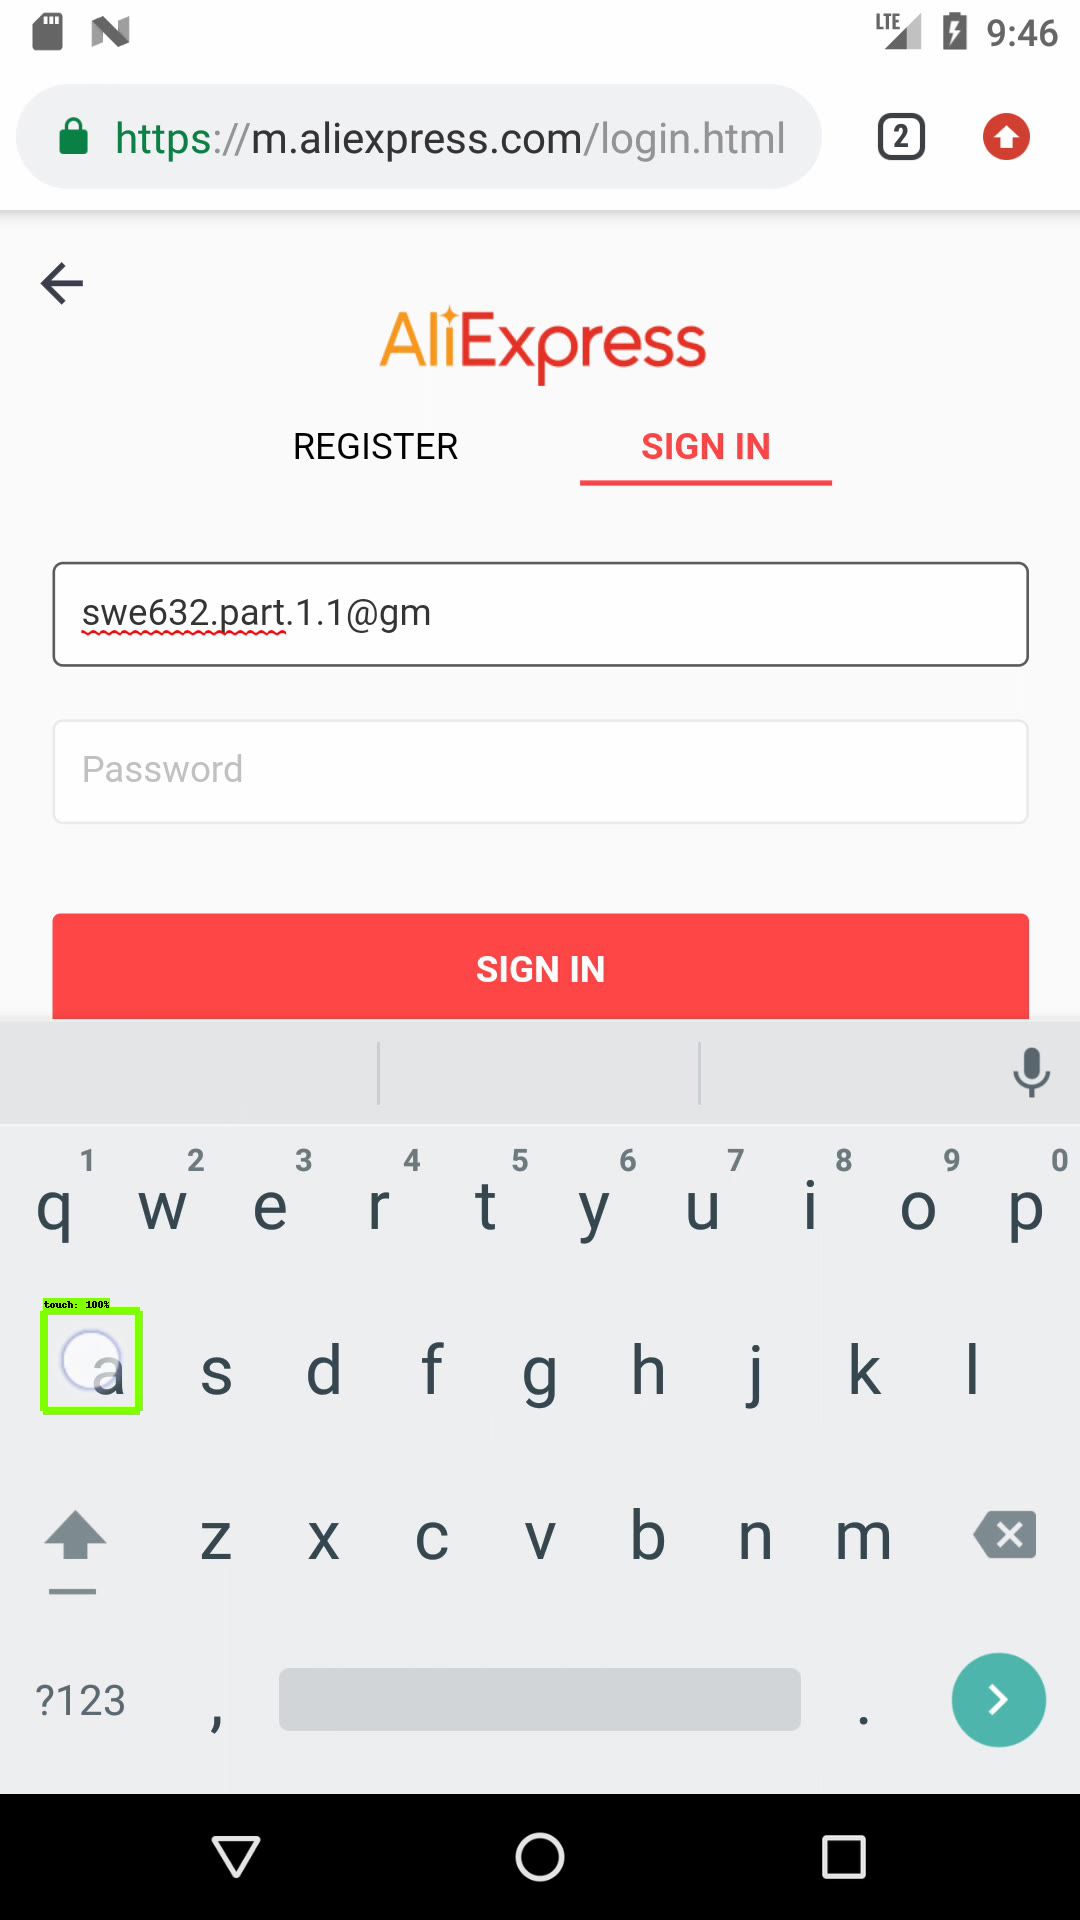 LTE 9:46
https://m.aliexpress.com/login.html 2
AliExpress
REGISTER SIGN IN
swe632.part.1.1@gm
Password
SIGN IN
1 2 3 4 5 6 7 8 9 0
q w e r t y u i o p
touch: 100%
a s d f g h j k l
z x c v b n m
?123 , .